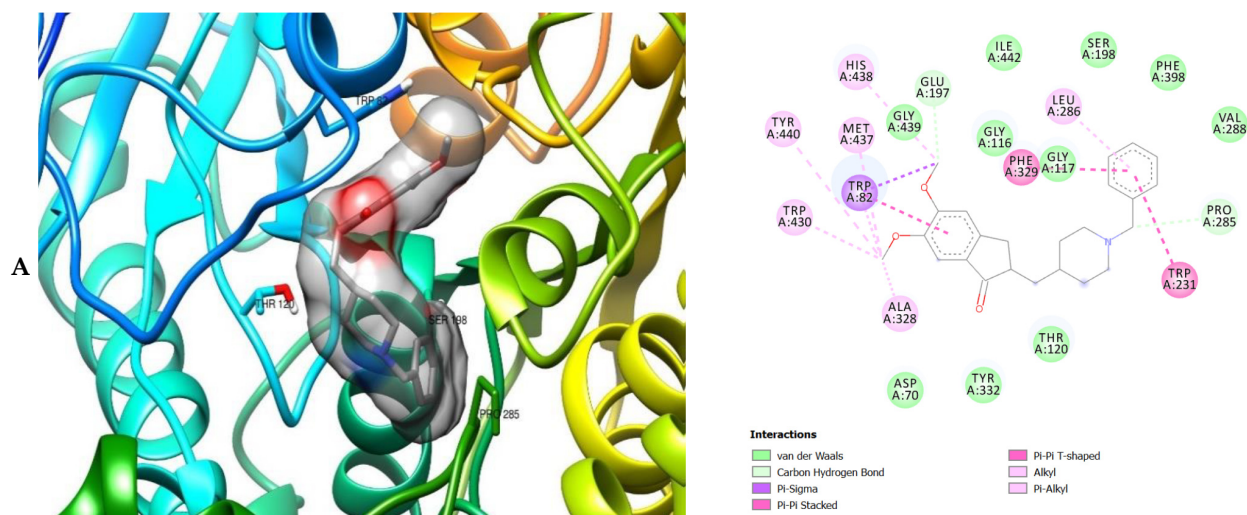 A
TRP 82
THR 120
SER 198
PRO 285
HIS
A:438
GLU
A:197
ILE
A:442
SER
A:198
PHE
A:398
TYR
A:440
MET
A:437
GLY
A:439
GLY
A:116
LEU
A:286
VAL
A:288
PHE
A:329
GLY
A:117
TRP
A:82
TRP
A:430
PRO
A:285
O
O
N
O
TRP
A:231
ALA
A:328
THR
A:120
ASP
A:70
TYR
A:332
Interactions
van der Waals
Carbon Hydrogen Bond
Pi-Sigma
Pi-Pi Stacked
Pi-Pi T-shaped
Alkyl
Pi-Alkyl